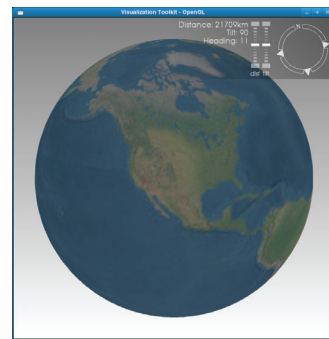 Visualization Toolkit - OpenGL
Distance: 21709km
Tilt: 90
Heading: 11
dist tilt
N